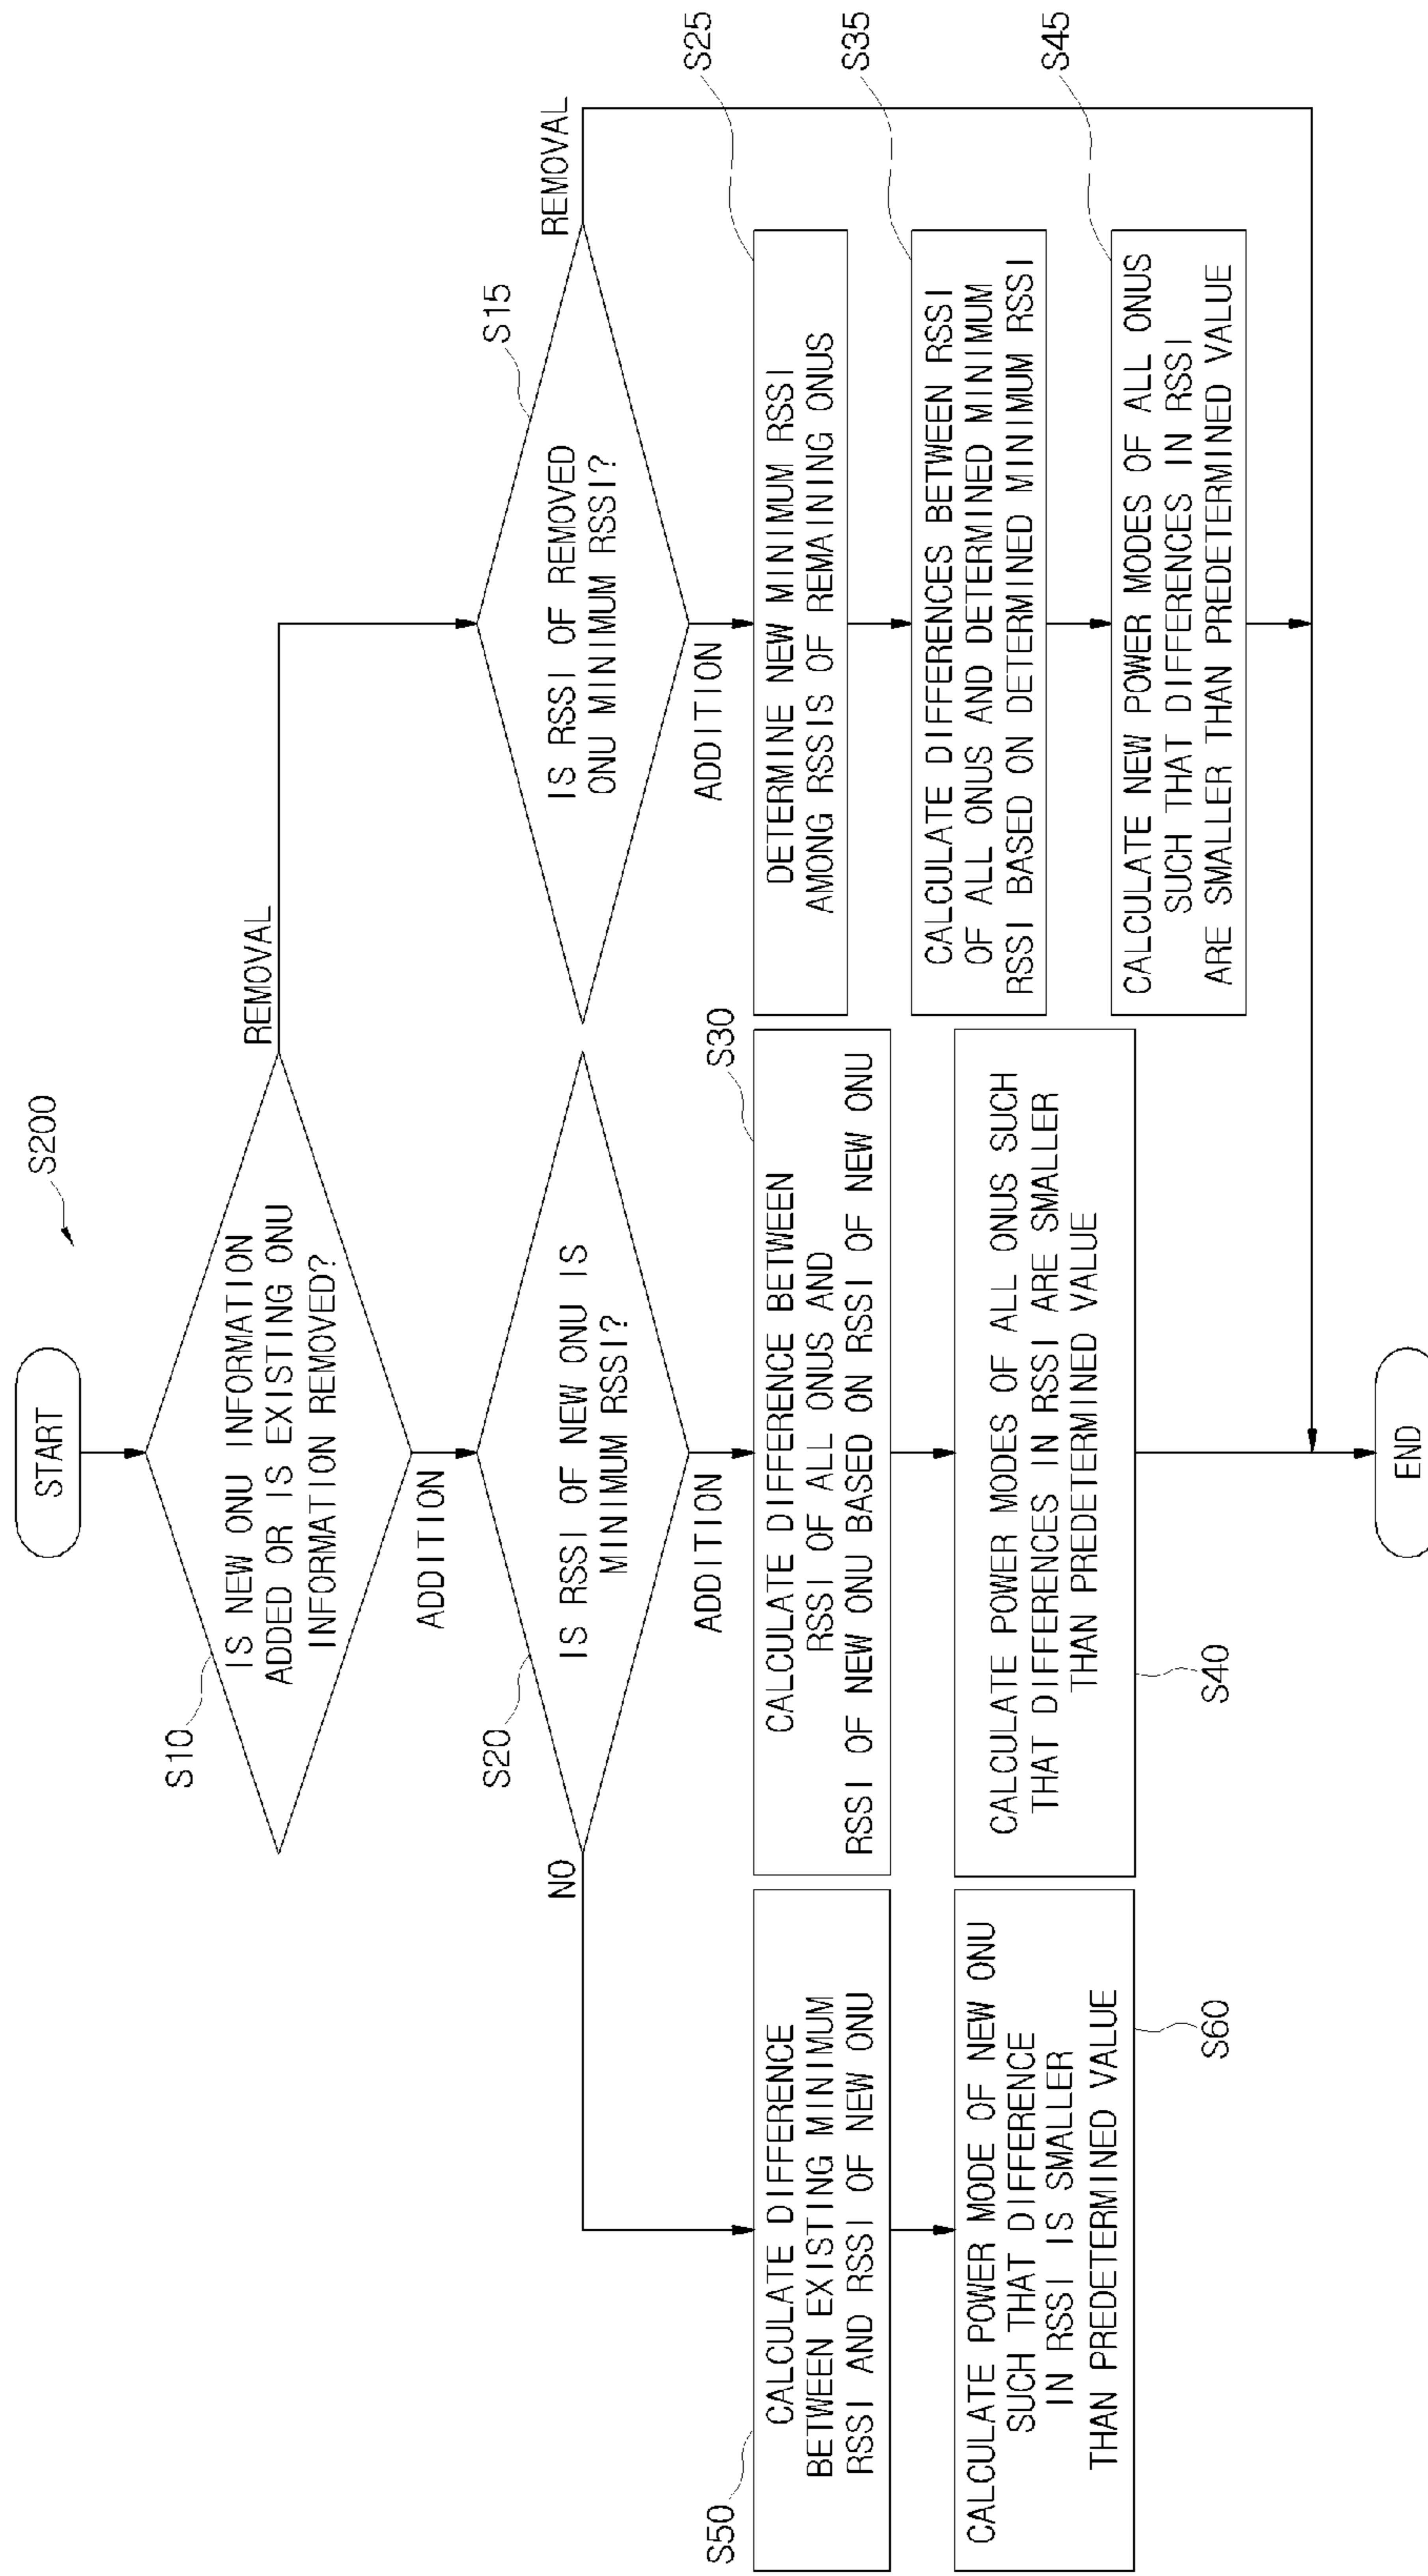 S200
START
S10
IS NEW ONU INFORMATION
ADDED OR IS EXISTING ONU
INFORMATION REMOVED?
REMOVAL
ADDITION
S20
IS RSSI OF NEW ONU IS
MINIMUM RSSI?
NO
ADDITION
S15
IS RSSI OF REMOVED
ONU MINIMUM RSSI?
REMOVAL
ADDITION
S50
CALCULATE DIFFERENCE
BETWEEN EXISTING MINIMUM
RSSI AND RSSI OF NEW ONU
S30
CALCULATE DIFFERENCE BETWEEN
RSSI OF ALL ONUS AND
RSSI OF NEW ONU BASED ON RSSI OF NEW ONU
S25
DETERMINE NEW MINIMUM RSSI
AMONG RSSIS OF REMAINING ONUS
S35
CALCULATE DIFFERENCES BETWEEN RSSI
OF ALL ONUS AND DETERMINED MINIMUM
RSSI BASED ON DETERMINED MINIMUM RSSI
CALCULATE POWER MODE OF NEW ONU
SUCH THAT DIFFERENCE
IN RSSI IS SMALLER
THAN PREDETERMINED VALUE
S60
CALCULATE POWER MODES OF ALL ONUS SUCH
THAT DIFFERENCES IN RSSI ARE SMALLER
THAN PREDETERMINED VALUE
S40
S45
CALCULATE NEW POWER MODES OF ALL ONUS
SUCH THAT DIFFERENCES IN RSSI
ARE SMALLER THAN PREDETERMINED VALUE
END